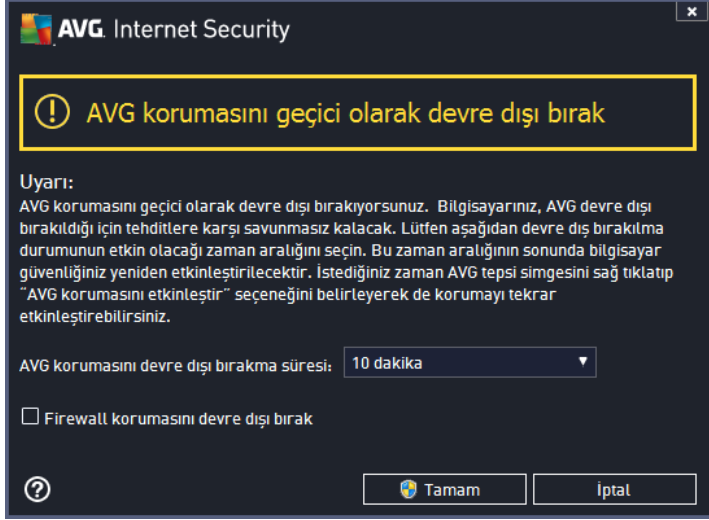 AVG. Internet Security
AVG korumasını geçici olarak devre dışı bırak
Uyarı:
AVG korumasını geçici olarak devre dışı bırakıyorsunuz. Bilgisayarınız, AVG devre dışı
bırakıldığı için tehditlere karşı savunmasız kalacak. Lütfen aşağıdan devre dış bırakılma
durumunun etkin olacağı zaman aralığını seçin. Bu zaman aralığının sonunda bilgisayar
güvenliğiniz yeniden etkinleştirilecektir. İstediğiniz zaman AVG tepsi simgesini sağ tıklatıp
"AVG korumasını etkinleştir" seçeneğini belirleyerek de korumayı tekrar
etkinleştirebilirsiniz.
AVG korumasını devre dışı bırakma süresi: 10 dakika
Firewall korumasını devre dışı bırak
Tamam İptal